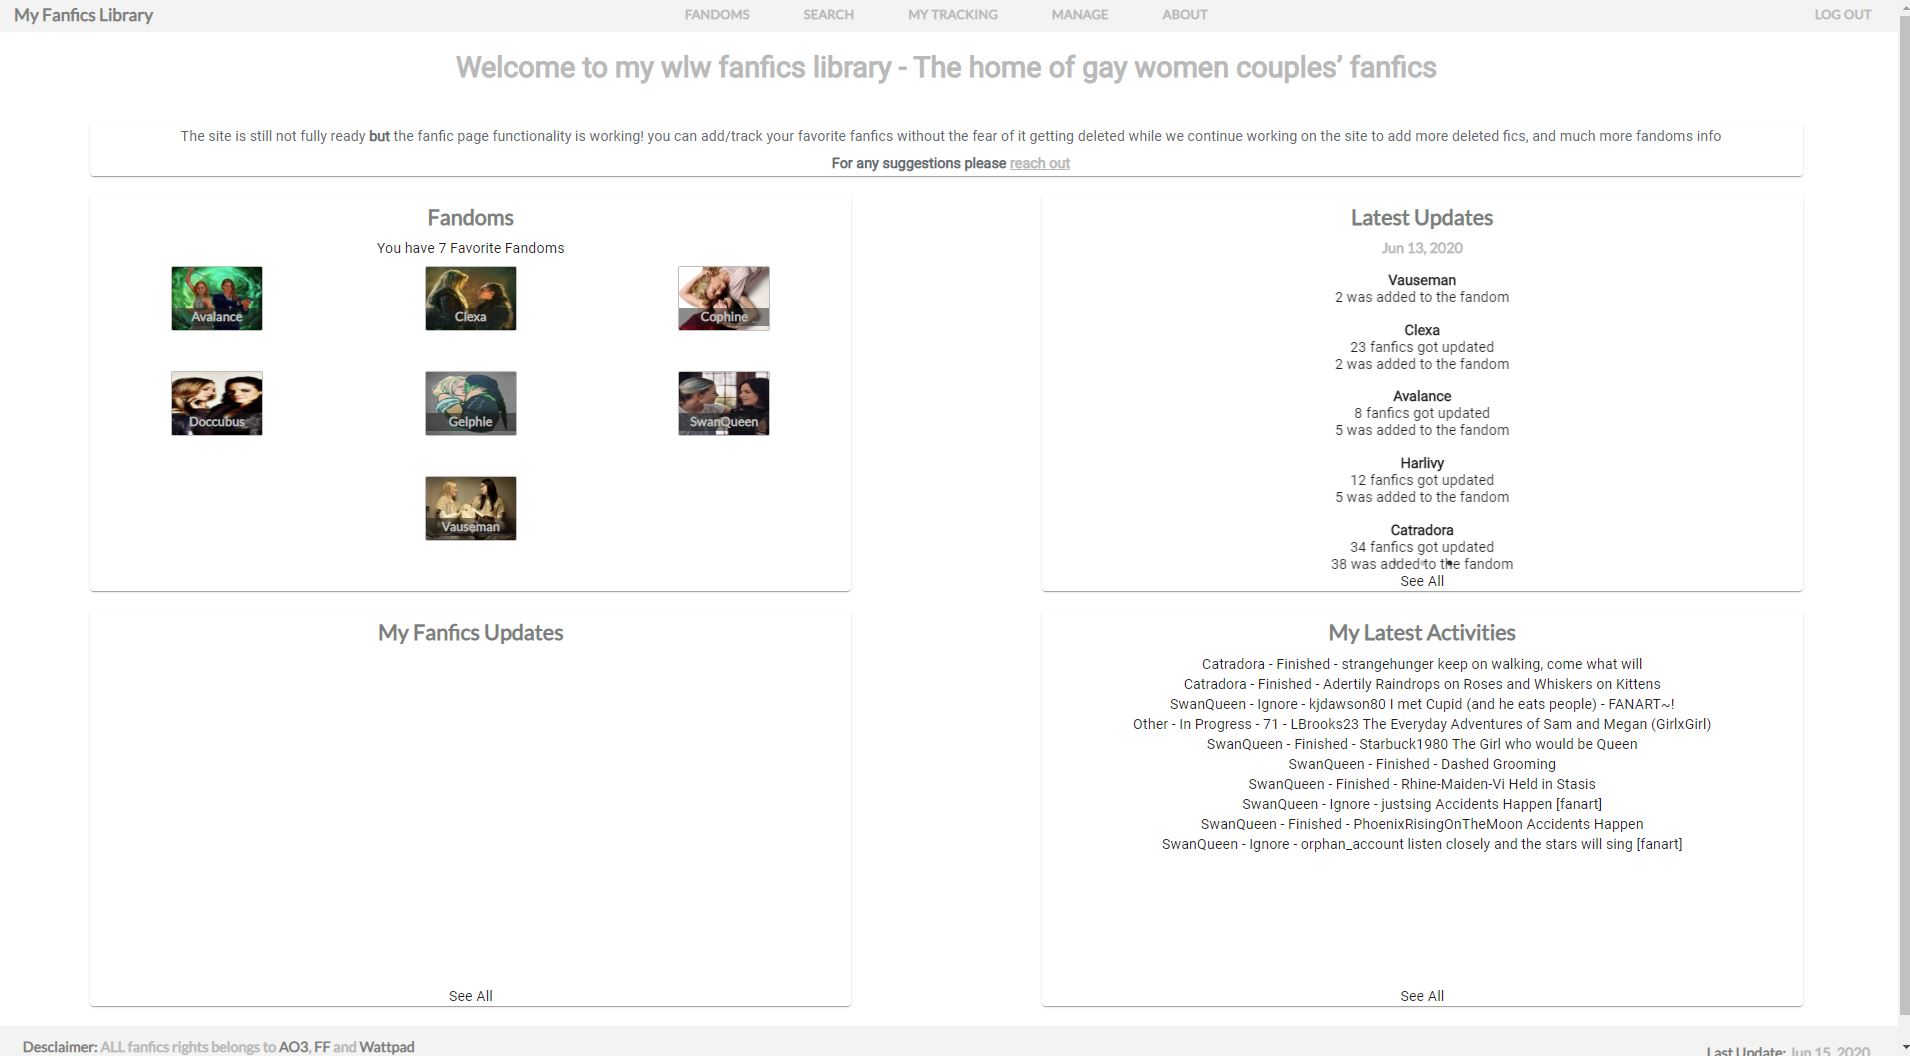 My Fanfics Library
FANDOMS SEARCH MY TRACKING MANAGE ABOUT LOG OUT
Welcome to my wlw fanfics library - The home of gay women couples’ fanfics
The site is still not fully ready but the fanfic page functionality is working! you can add/track your favorite fanfics without the fear of it getting deleted while we continue working on the site to add more deleted fics, and much more fandoms info
For any suggestions please reach out
Fandoms
You have 7 Favorite Fandoms
Avalance Clexa Cophine
Doccubus Gelphie SwanQueen
Vauseman
Latest Updates
Jun 13, 2020
Vauseman
2 was added to the fandom
Clexa
23 fanfics got updated
2 was added to the fandom
Avalance
8 fanfics got updated
5 was added to the fandom
Harlivy
12 fanfics got updated
5 was added to the fandom
Catradora
34 fanfics got updated
38 was added to the fandom
See All
My Fanfics Updates
See All
My Latest Activities
Catradora - Finished - strangehunger keep on walking, come what will
Catradora - Finished - Adertily Raindrops on Roses and Whiskers on Kittens
SwanQueen - Ignore - kjdawson80 I met Cupid (and he eats people) - FANART~!
Other - In Progress - 71 - LBrooks23 The Everyday Adventures of Sam and Megan (GirlxGirl)
SwanQueen - Finished - Starbuck1980 The Girl who would be Queen
SwanQueen - Finished - Dashed Grooming
SwanQueen - Finished - Rhine-Maiden-Vi Held in Stasis
SwanQueen - Ignore - justsing Accidents Happen [fanart]
SwanQueen - Finished - PhoenixRisingOnTheMoon Accidents Happen
SwanQueen - Ignore - orphan_account listen closely and the stars will sing [fanart]
See All
Desclaimer: ALL fanfics rights belongs to AO3, FF and Wattpad
Last Update: Jun 15, 2020